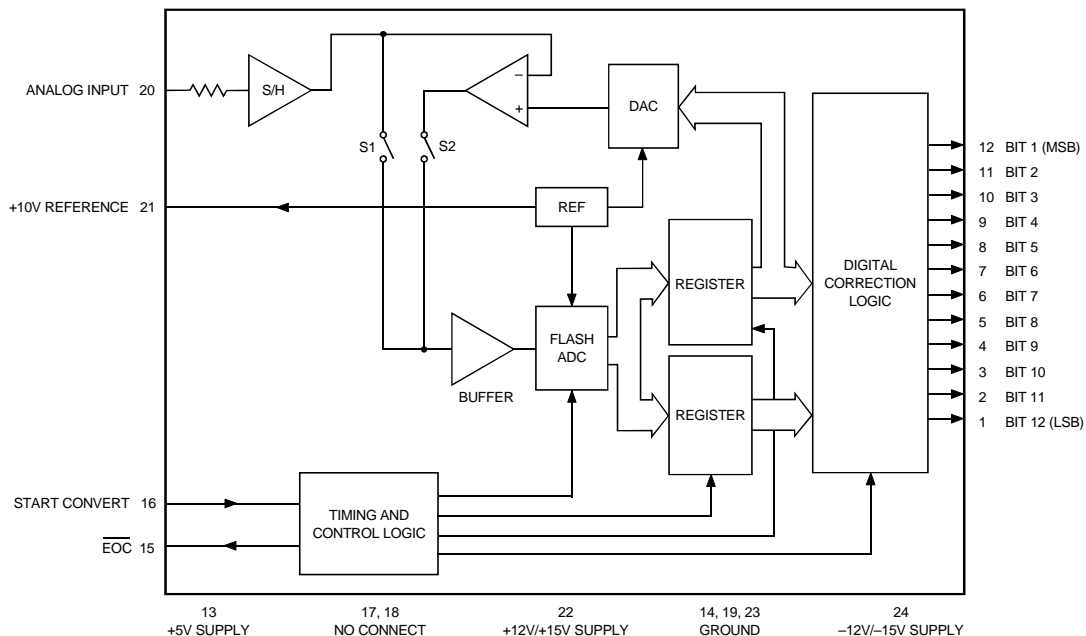 ANALOG INPUT 20
S/H
−
+
DAC
S1
S2
12 BIT 1 (MSB)
11 BIT 2
10 BIT 3
9 BIT 4
8 BIT 5
7 BIT 6
6 BIT 7
5 BIT 8
4 BIT 9
3 BIT 10
2 BIT 11
1 BIT 12 (LSB)
+10V REFERENCE 21
REF
REGISTER
DIGITAL
CORRECTION
LOGIC
FLASH
ADC
BUFFER
REGISTER
START CONVERT 16
TIMING AND
CONTROL LOGIC
EOC 15
13
+5V SUPPLY
17, 18
NO CONNECT
22
+12V/+15V SUPPLY
14, 19, 23
GROUND
24
–12V/–15V SUPPLY